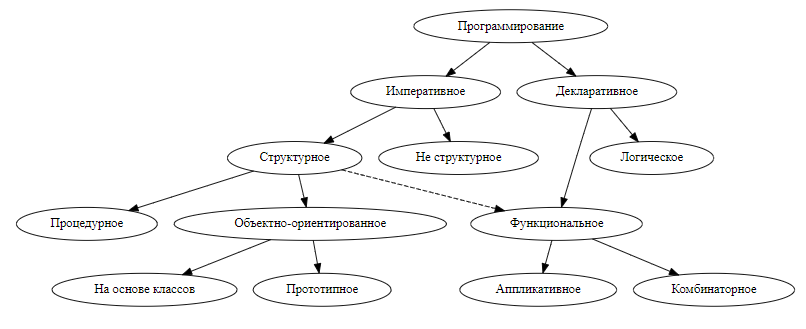 Программирование
Императивное
Декларативное
Структурное
Не структурное
Логическое
Процедурное
Объектно-ориентированное
Функциональное
На основе классов
Прототипное
Аппликативное
Комбинаторное